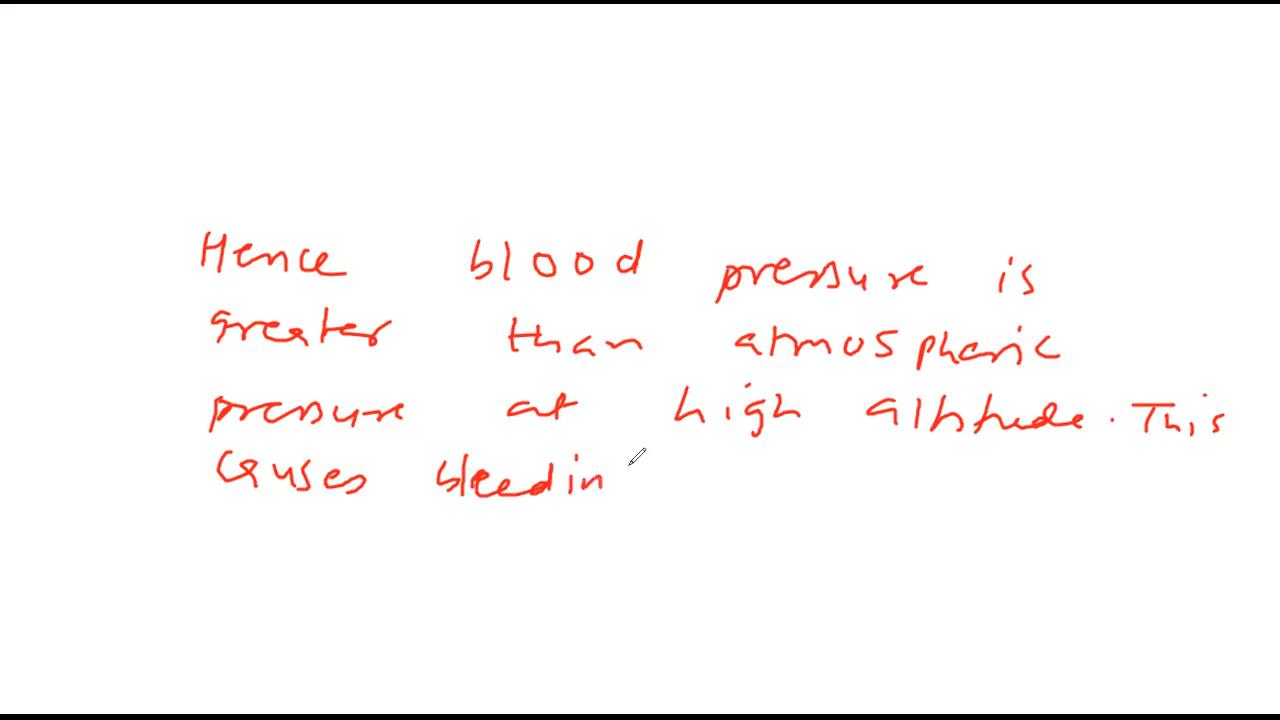 Hence blood pressure is
greater than atmospheric
pressure at high altitude. This
causes bleedin